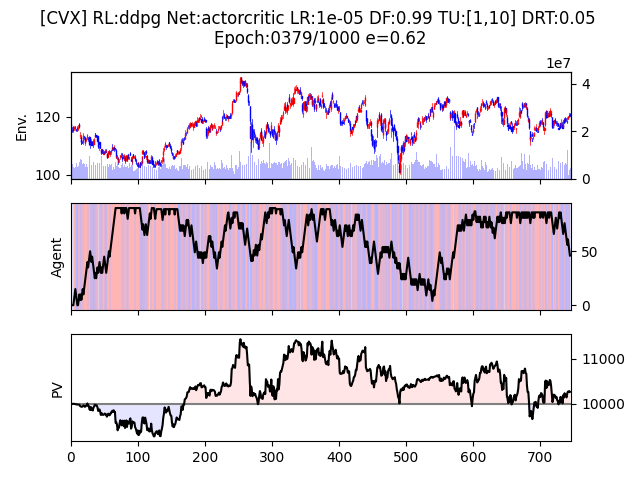 [CVX] RL:ddpg Net:actorcritic LR:1e-05 DF:0.99 TU:[1,10] DRT:0.05
Epoch:0379/1000 e=0.62
1e7
Env.
120
100
4
2
0
Agent
50
0
PV
11000
10000
0
100
200
300
400
500
600
700